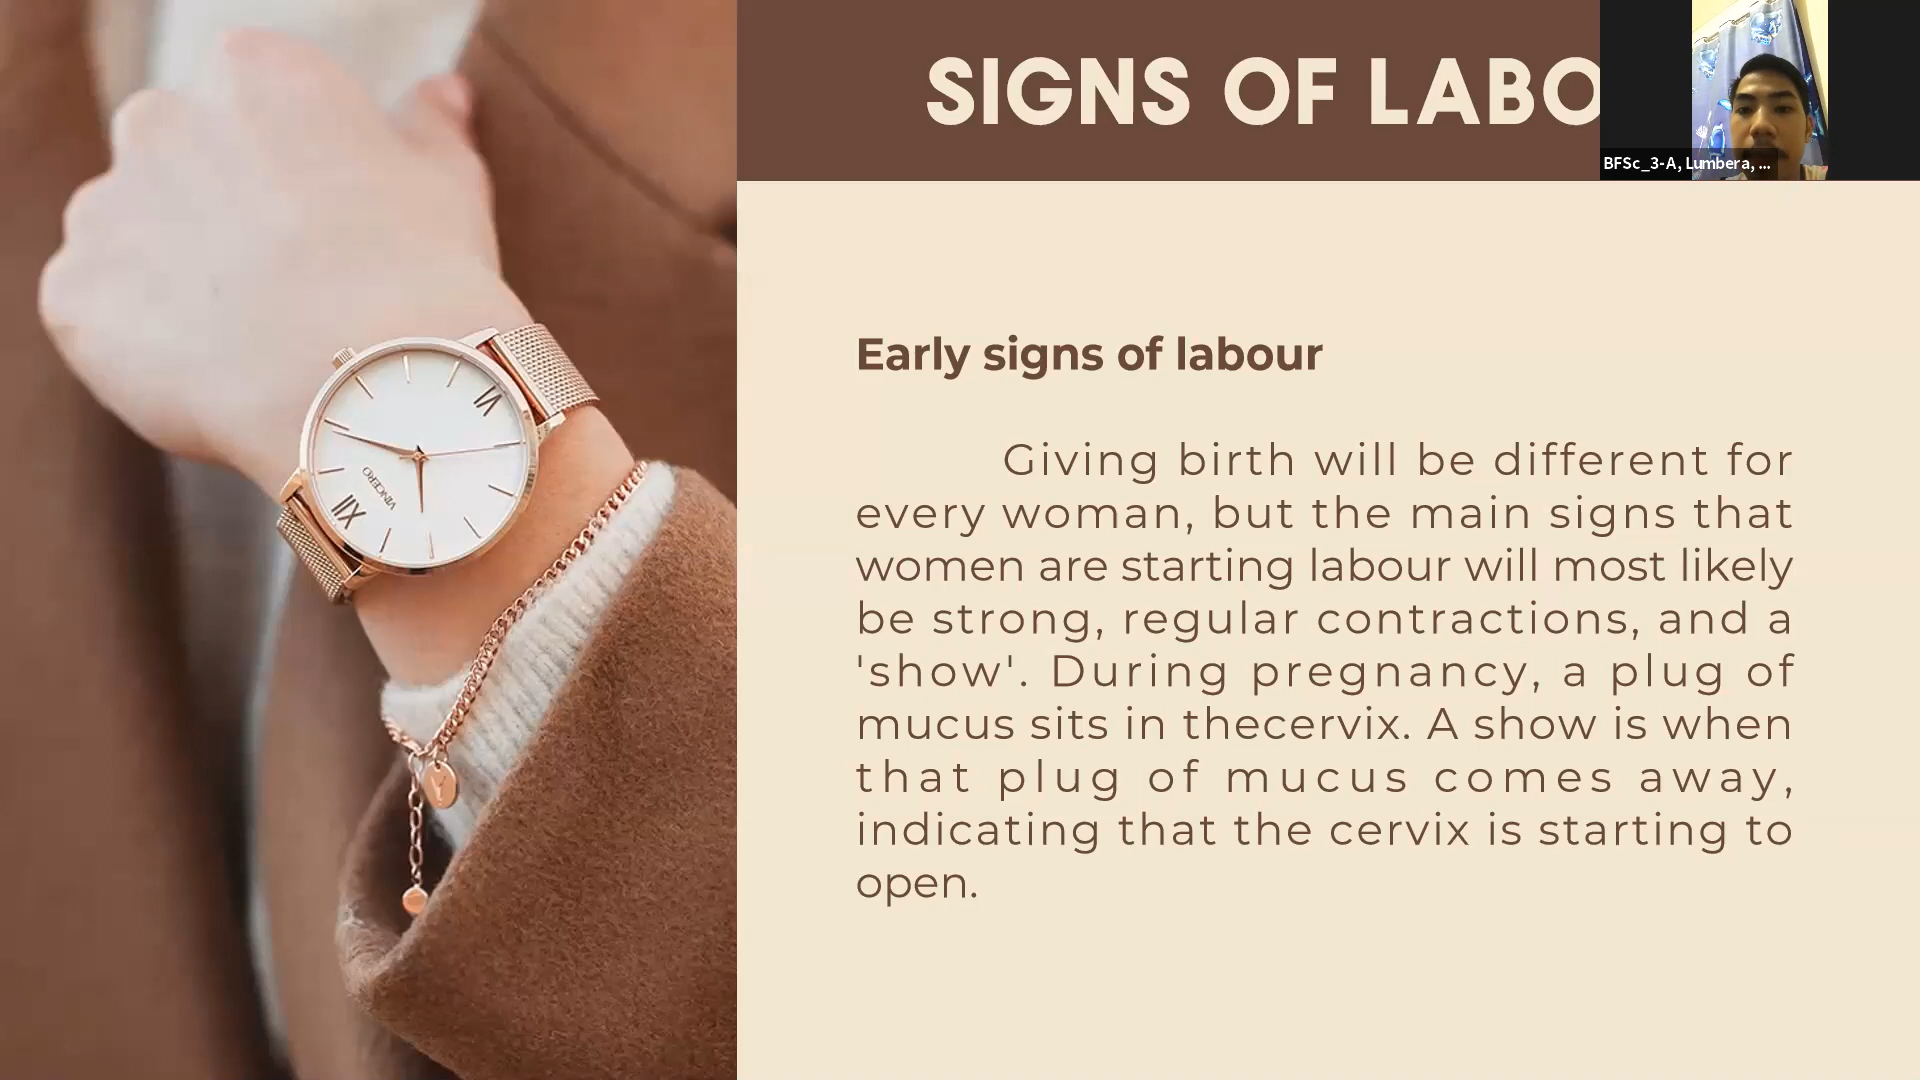 SIGNS OF LABO
BFSc_3-A, Lumbera, ...
Early signs of labour
Giving birth will be different for
every woman, but the main signs that
women are starting labour will most likely
be strong, regular contractions, and a
'show'. During pregnancy, a plug of
mucus sits in thecervix. A show is when
that plug of mucus comes away,
indicating that the cervix is starting to
open.
VI
VINCERO
XII
Y